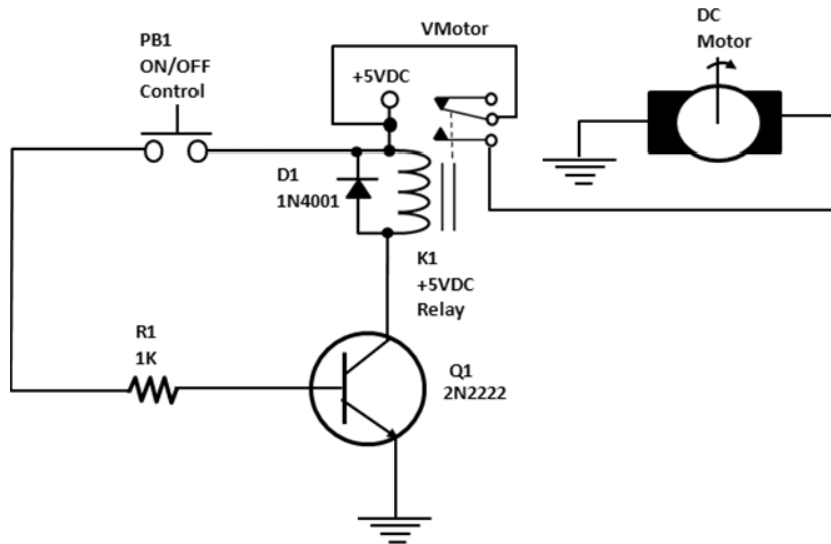 PB1
ON/OFF
Control
VMotor
+5VDC
DC
Motor
D1
1N4001
K1
+5VDC
Relay
R1
1K
Q1
2N2222